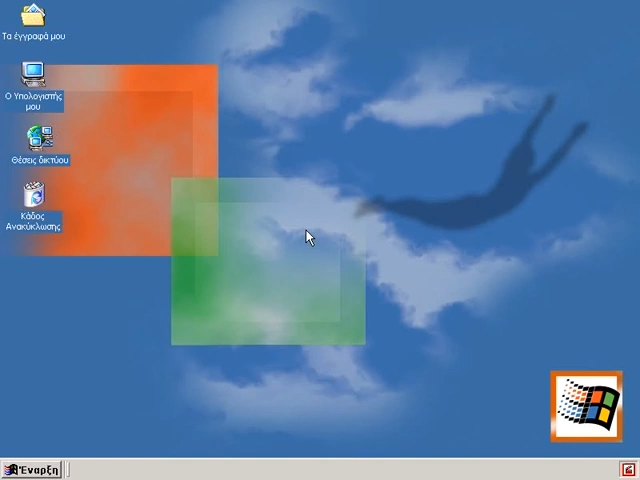 Τα έγγραφά μου
Ο Υπολογιστής
μου
Θέσεις δικτύου
Κάδος
Ανακύκλωσης
Έναρξη